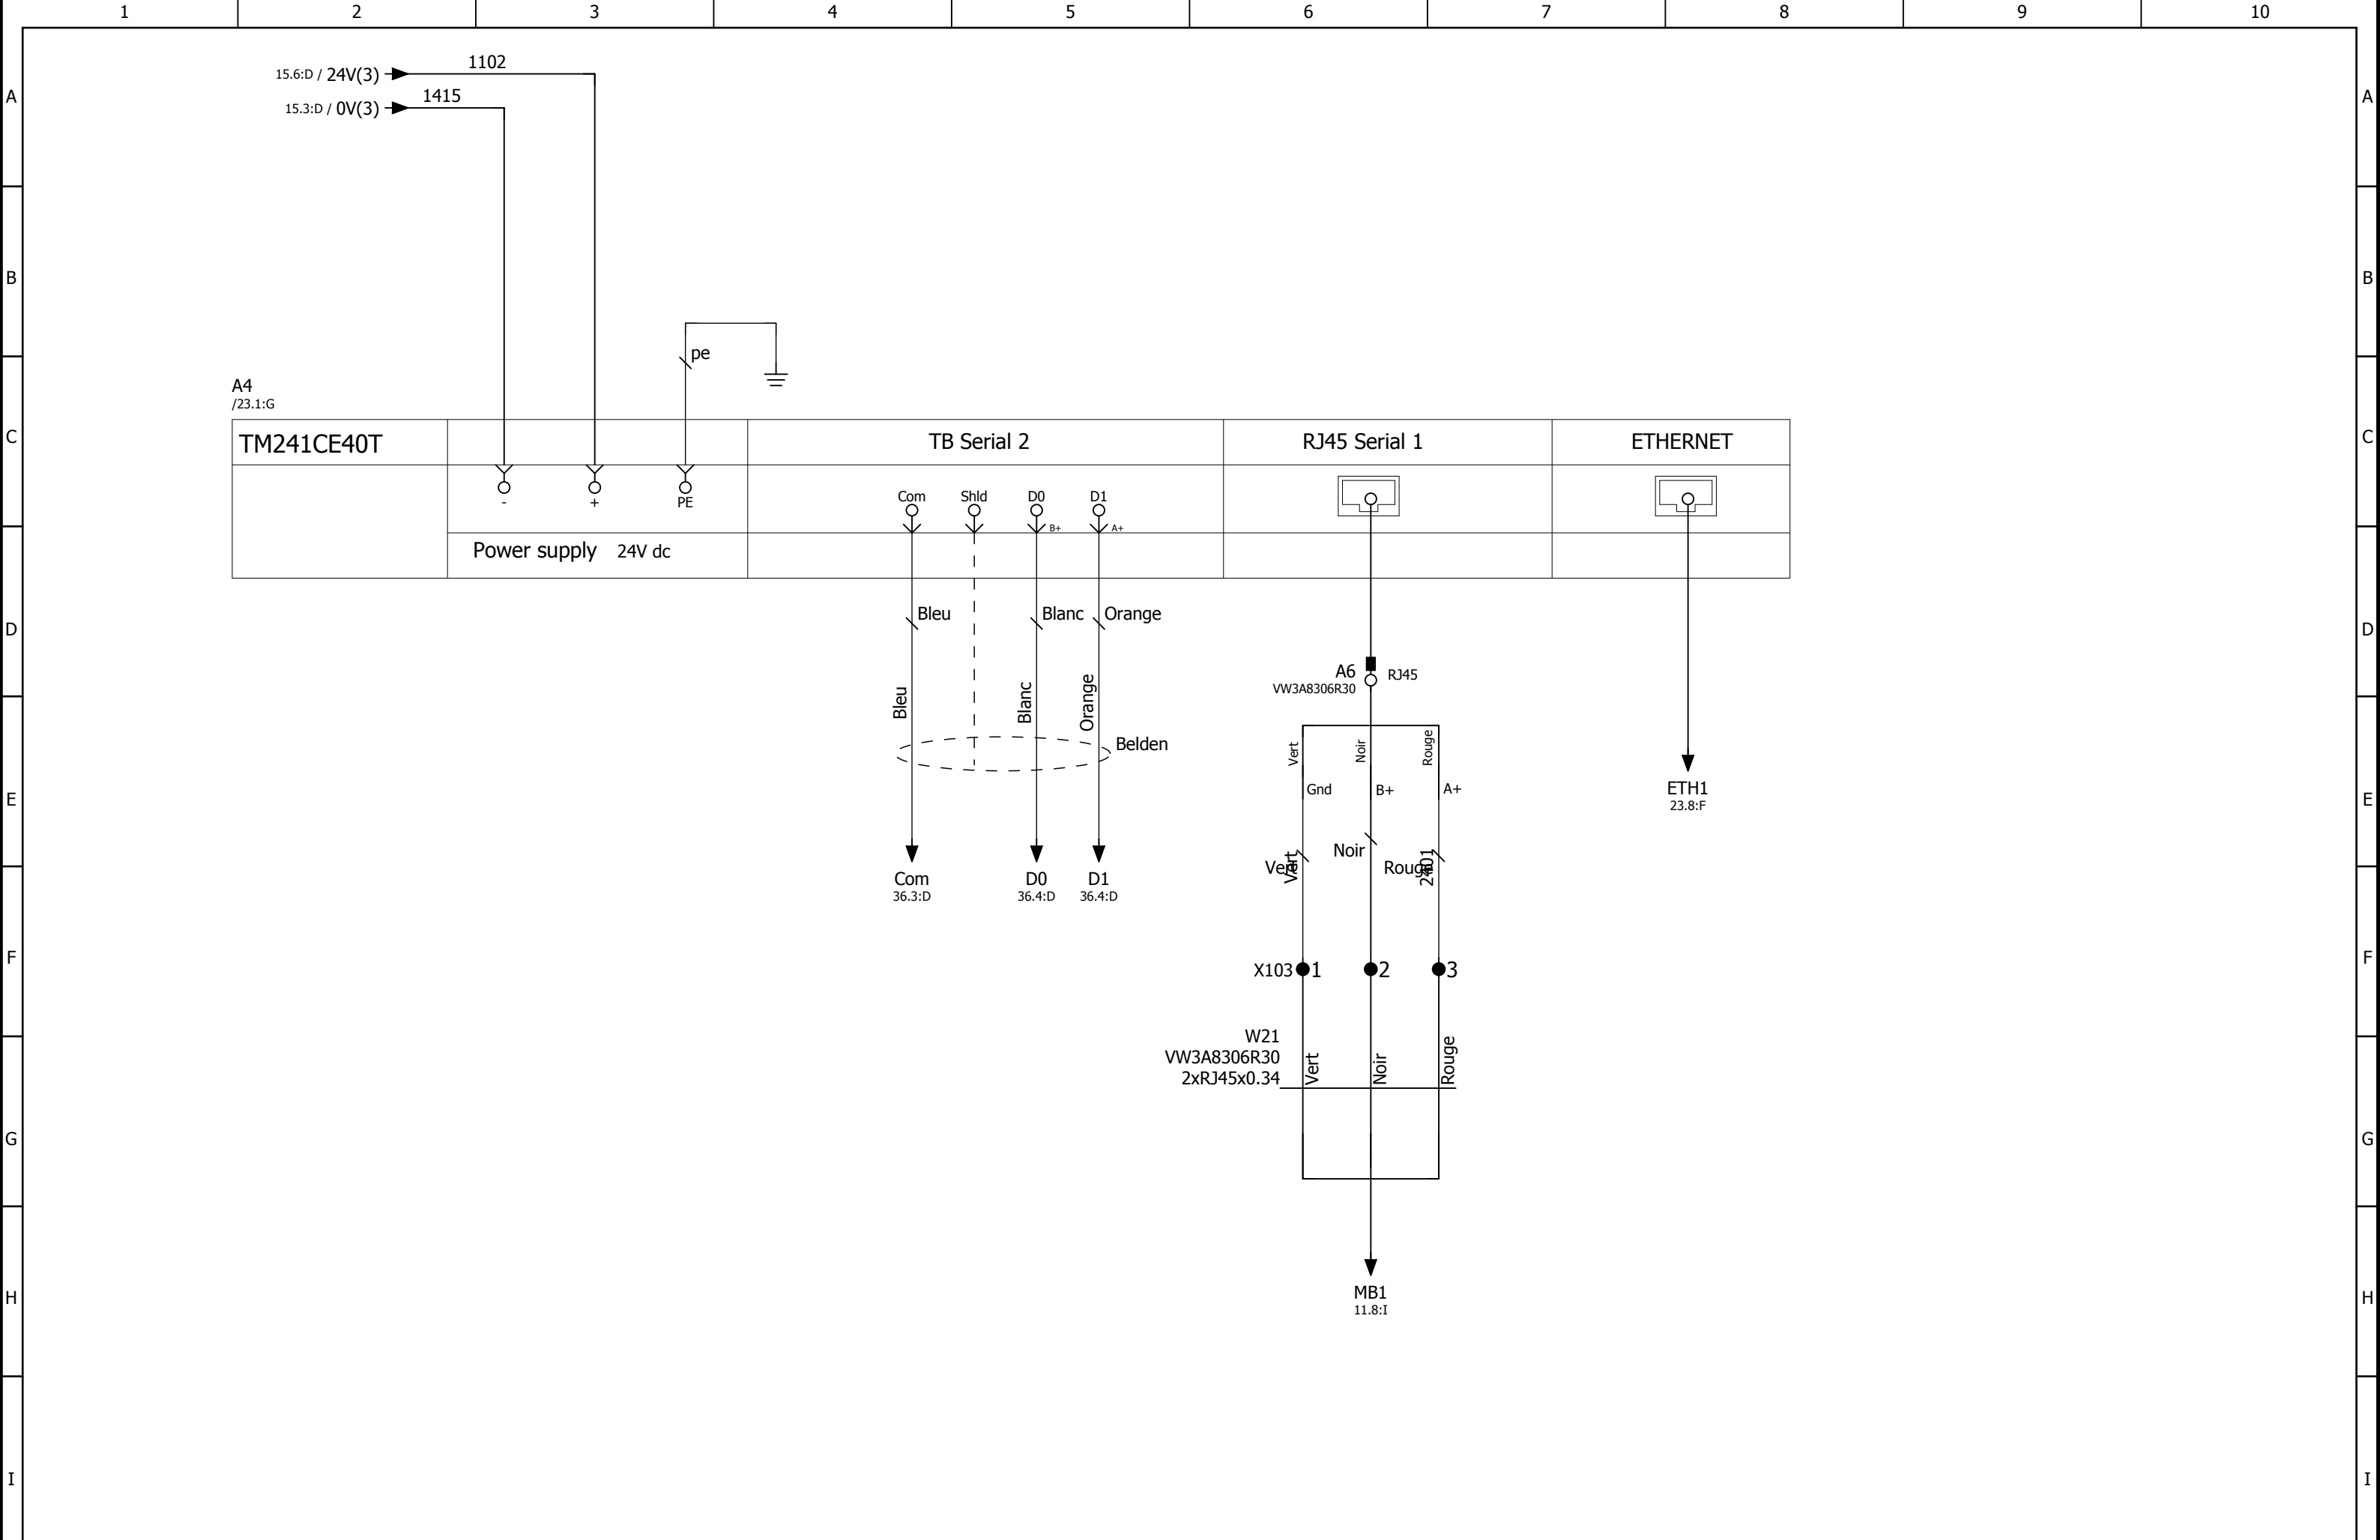 1 2 3 4 5 6 7 8 9 10
15.6:D / 24V(3) 1102
A A
15.3:D / 0V(3) 1415
B B
pe
A4
/23.1:G
C C
TM241CE40T TB Serial 2 RJ45 Serial 1 ETHERNET
- + PE
Com Shld D0 D1
B+ A+
Power supply 24V dc
Bleu Blanc Orange
D D
A6 RJ45
VW3A8306R30
Bleu Blanc Orange
Belden
Vert Noir Rouge
Gnd B+ A+
ETH1
23.8:F
E E
Noir
Vert Vert Rouge 2401
Com D0 D1
36.3:D 36.4:D 36.4:D
F F
X103 1 2 3
W21
VW3A8306R30
2xRJ45x0.34
Vert Noir Rouge
G G
MB1
11.8:I
H H
I I